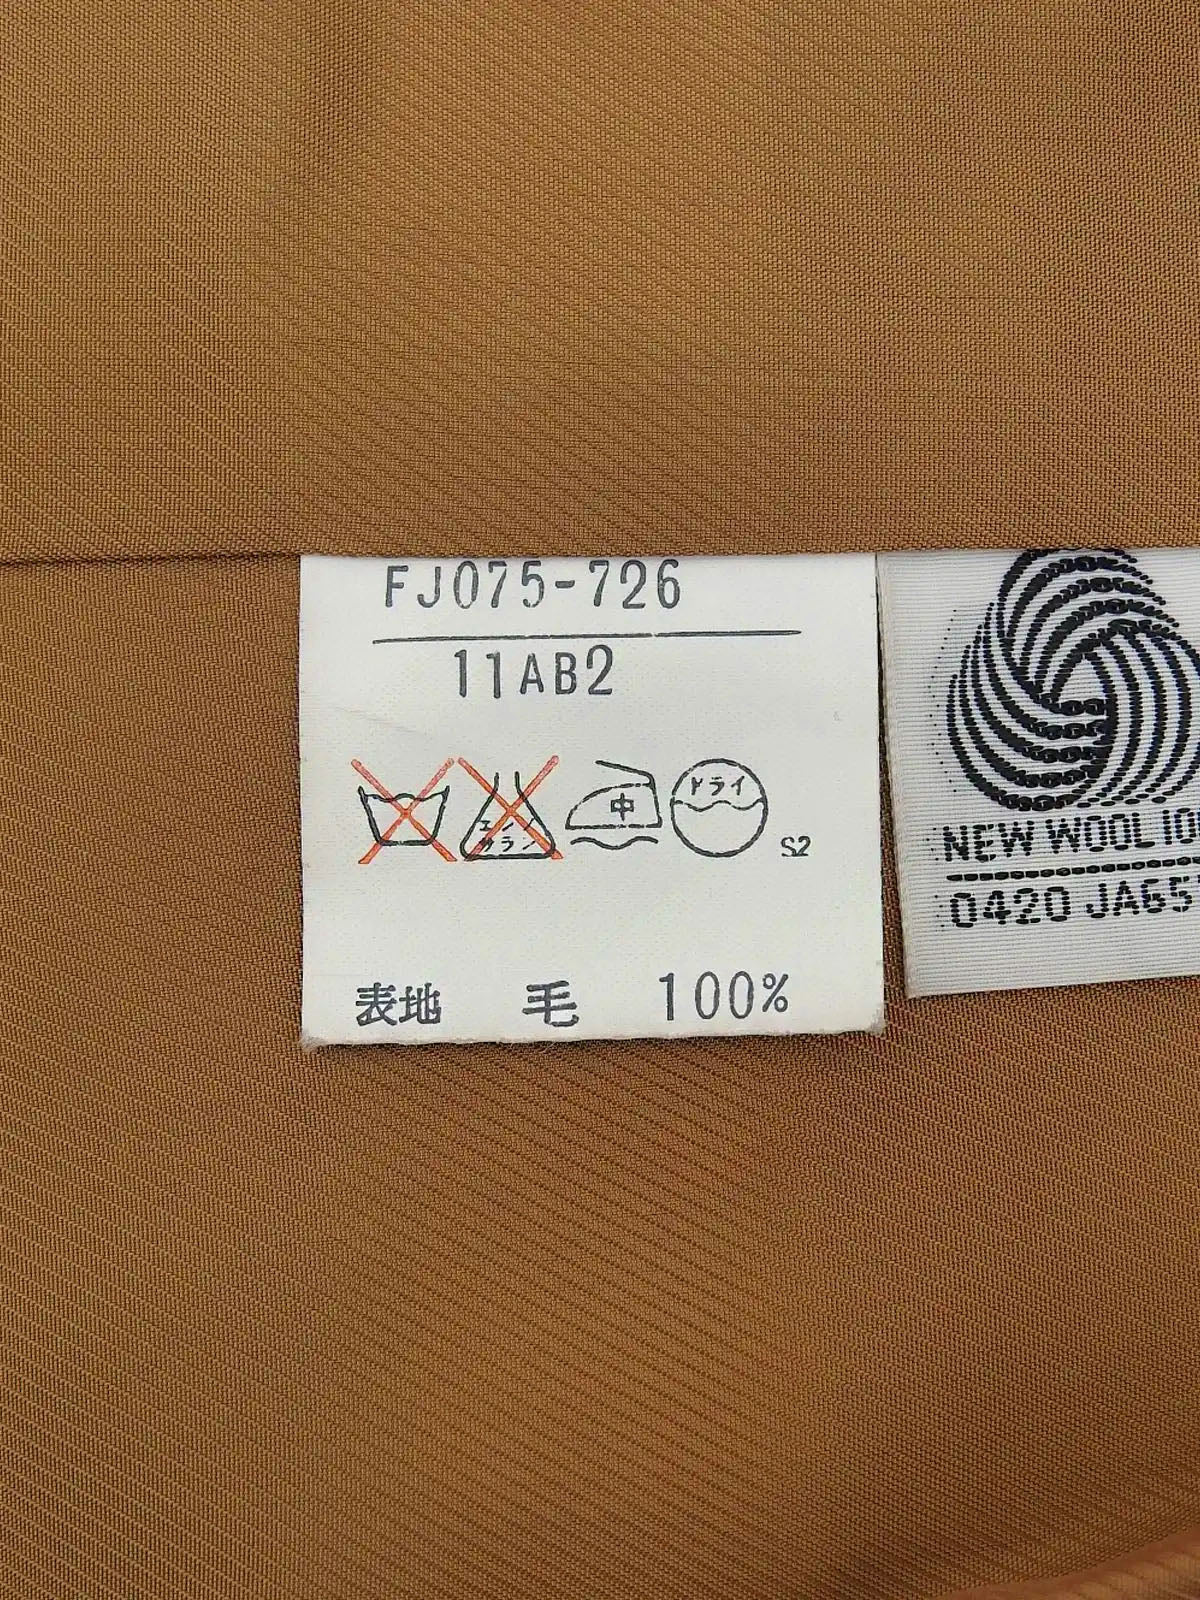 FJ075-726
11AB2
エンソ
サラシ
中
ドライ
S2
表地 毛 100%
NEW WOOL 10
0420 JA65